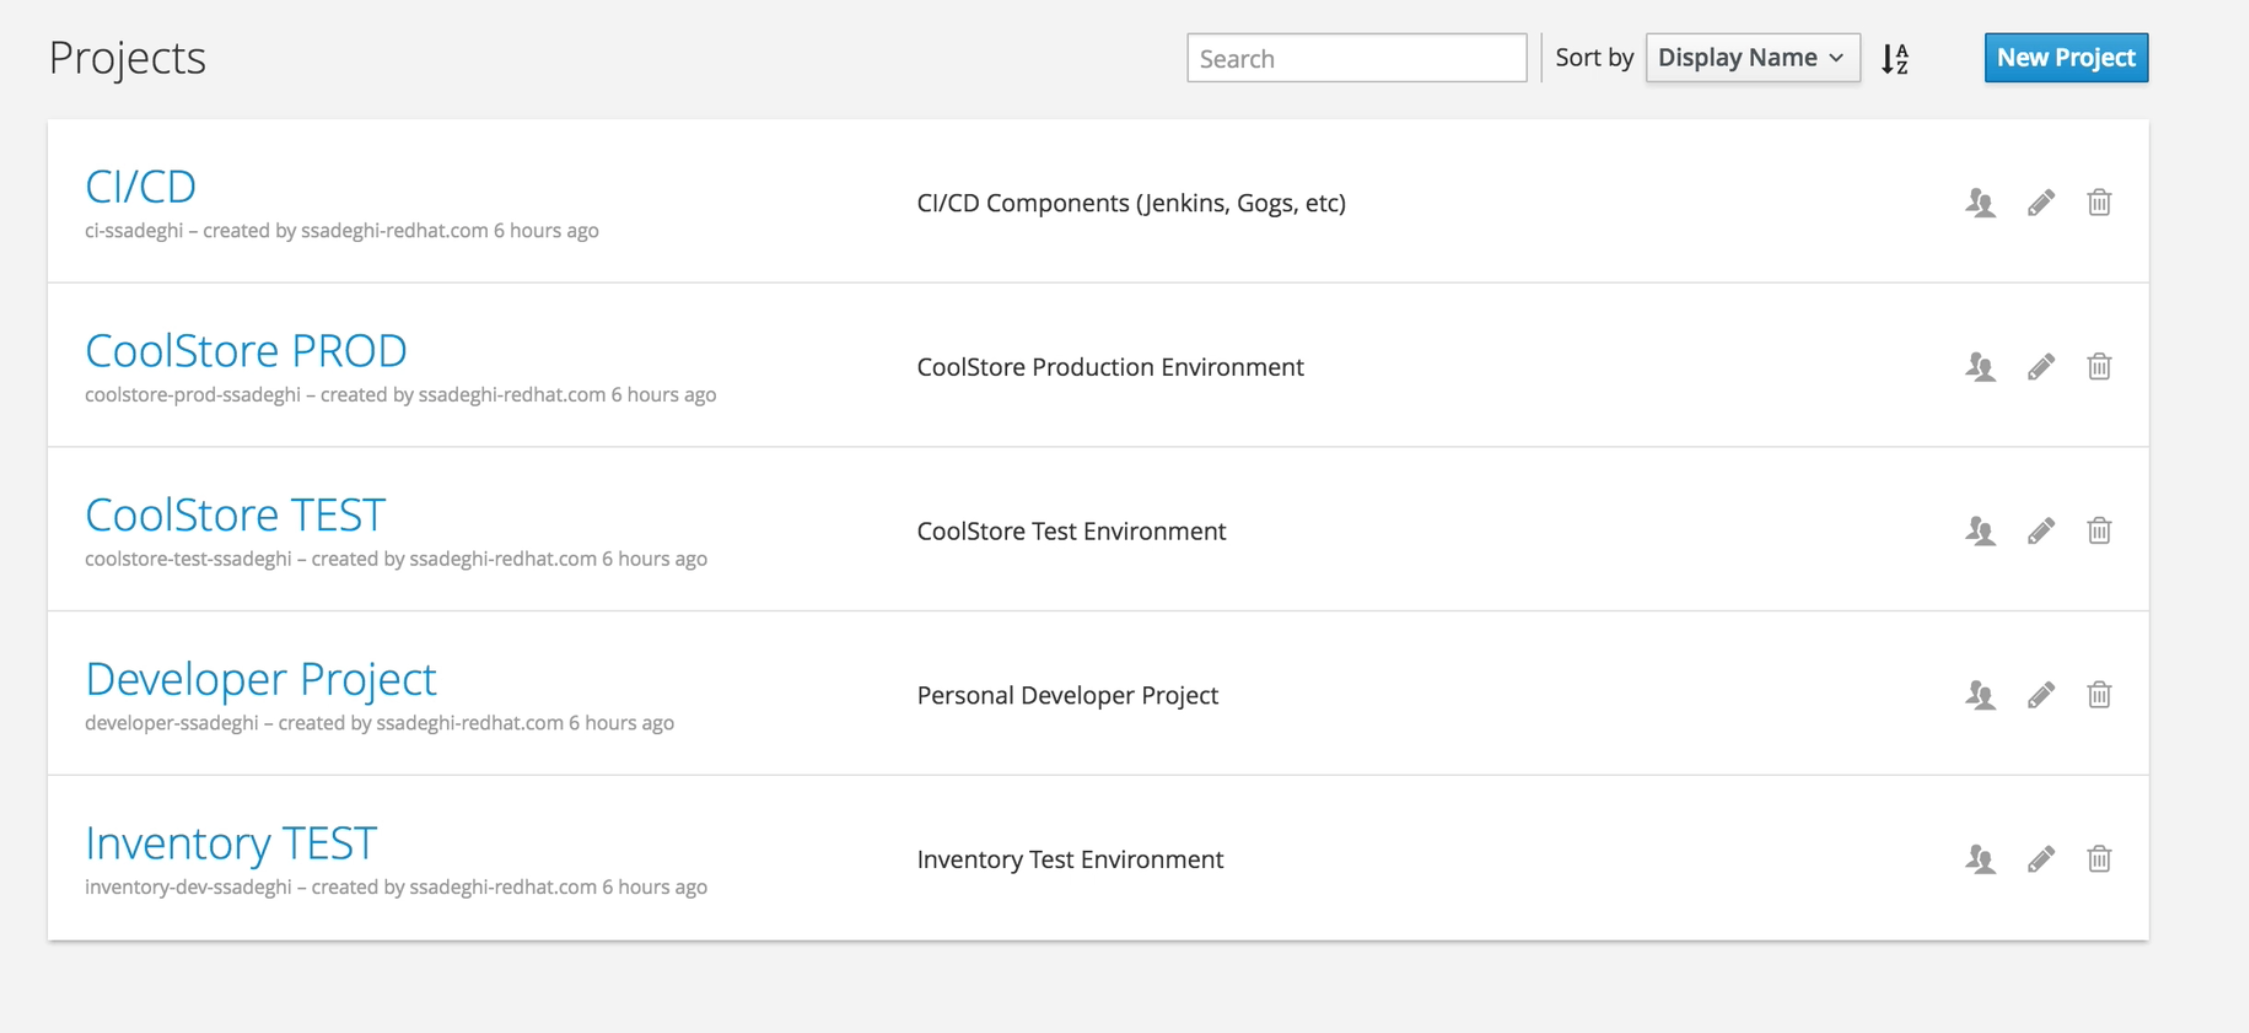 Projects
Search
Sort by Display Name
A
Z
New Project
CI/CD
ci-ssadeghi – created by ssadeghi-redhat.com 6 hours ago
CI/CD Components (Jenkins, Gogs, etc)
CoolStore PROD
coolstore-prod-ssadeghi – created by ssadeghi-redhat.com 6 hours ago
CoolStore Production Environment
CoolStore TEST
coolstore-test-ssadeghi – created by ssadeghi-redhat.com 6 hours ago
CoolStore Test Environment
Developer Project
developer-ssadeghi – created by ssadeghi-redhat.com 6 hours ago
Personal Developer Project
Inventory TEST
inventory-dev-ssadeghi – created by ssadeghi-redhat.com 6 hours ago
Inventory Test Environment